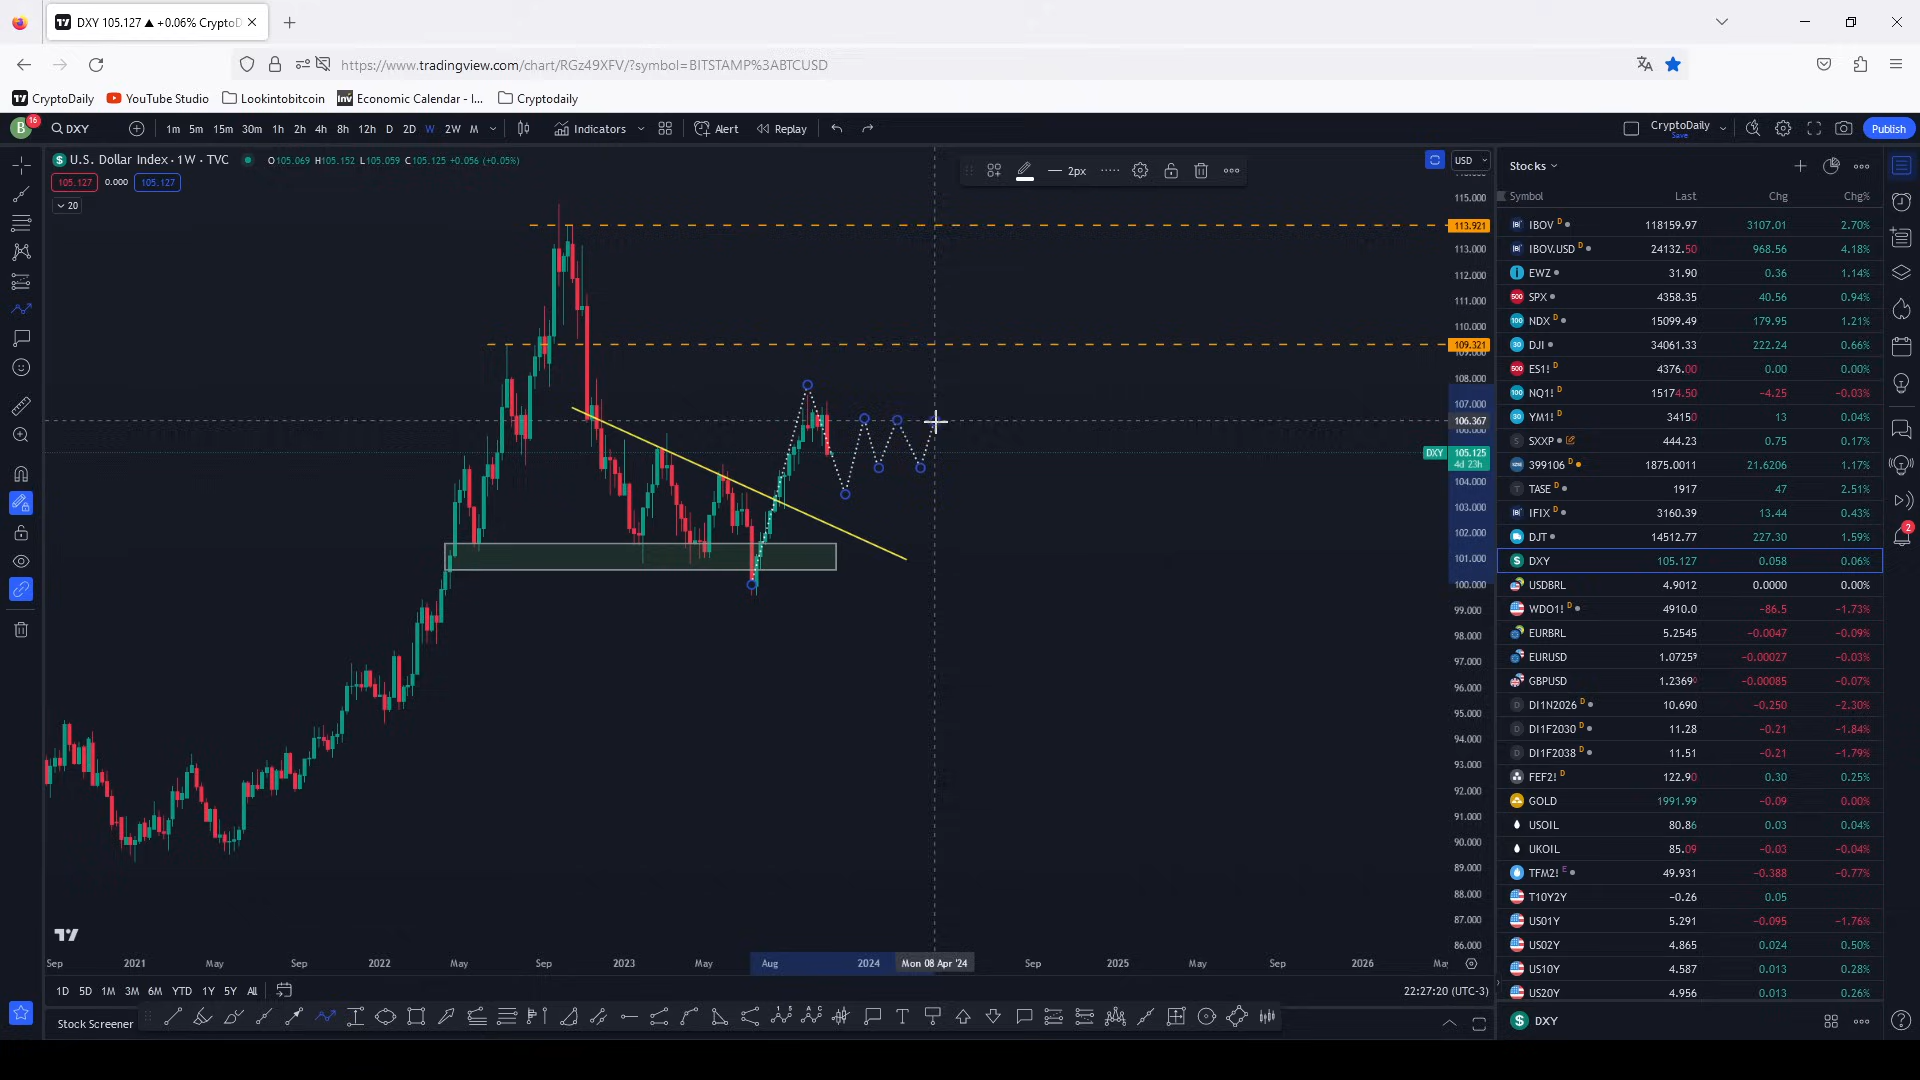 DXY 105.127 ▲ +0.06% CryptoD
https://www.tradingview.com/chart/RGz49XFV/?symbol=BITSTAMP%3ABTCUSD
CryptoDaily YouTube Studio Lookintobitcoin Economic Calendar - I... Cryptodaily
B 16 DXY 1m 5m 15m 30m 1h 2h 4h 8h 12h D 2D W 2W M Indicators Alert Replay CryptoDaily Save Publish
U.S. Dollar Index · 1W · TVC O105.069 H105.152 L105.059 C105.125 +0.056 (+0.05%)
105.127 0.000 105.127
20
2px
USD
115.000
113.921
113.000
112.000
111.000
110.000
109.321
109.000
108.000
107.000
106.367
106.000
DXY 105.125
4d 23h
104.000
103.000
102.000
101.000
100.000
99.000
98.000
97.000
96.000
95.000
94.000
93.000
92.000
91.000
90.000
89.000
88.000
87.000
86.000
Sep 2021 May Sep 2022 May Sep 2023 May Aug 2024 Mon 08 Apr '24 Sep 2025 May Sep 2026
1D 5D 1M 3M 6M YTD 1Y 5Y All 22:27:20 (UTC-3)
Stock Screener
Stocks
Symbol Last Chg Chg%
IBOV D 118159.97 3107.01 2.70%
IBOV.USD D 24132.50 968.56 4.18%
EWZ 31.90 0.36 1.14%
SPX 4358.35 40.56 0.94%
NDX D 15099.49 179.95 1.21%
DJI 34061.33 222.24 0.66%
ES1! 4376.00 0.00 0.00%
NQ1! D 15174.50 -4.25 -0.03%
YM1! D 34150 13 0.04%
SXXP 444.23 0.75 0.17%
399106 D 1875.0011 21.6206 1.17%
TASE D 1917 47 2.51%
IFIX D 3160.39 13.44 0.43%
DJT 14512.77 227.30 1.59%
DXY 105.127 0.058 0.06%
USDBRL 4.9012 0.0000 0.00%
WDO1! D 4910.0 -86.5 -1.73%
EURBRL 5.2545 -0.0047 -0.09%
EURUSD 1.07259 -0.00027 -0.03%
GBPUSD 1.23690 -0.00085 -0.07%
DI1N2026 D 10.690 -0.250 -2.30%
DI1F2030 D 11.28 -0.21 -1.84%
DI1F2038 D 11.51 -0.21 -1.79%
FEF2! D 122.90 0.30 0.25%
GOLD 1991.99 -0.09 0.00%
USOIL 80.86 0.03 0.04%
UKOIL 85.09 -0.03 -0.04%
TFM2! E 49.931 -0.388 -0.77%
T10Y2Y -0.26 0.05
US01Y 5.291 -0.095 -1.76%
US02Y 4.865 0.024 0.50%
US10Y 4.587 0.013 0.28%
US20Y 4.956 0.013 0.26%
DXY
2